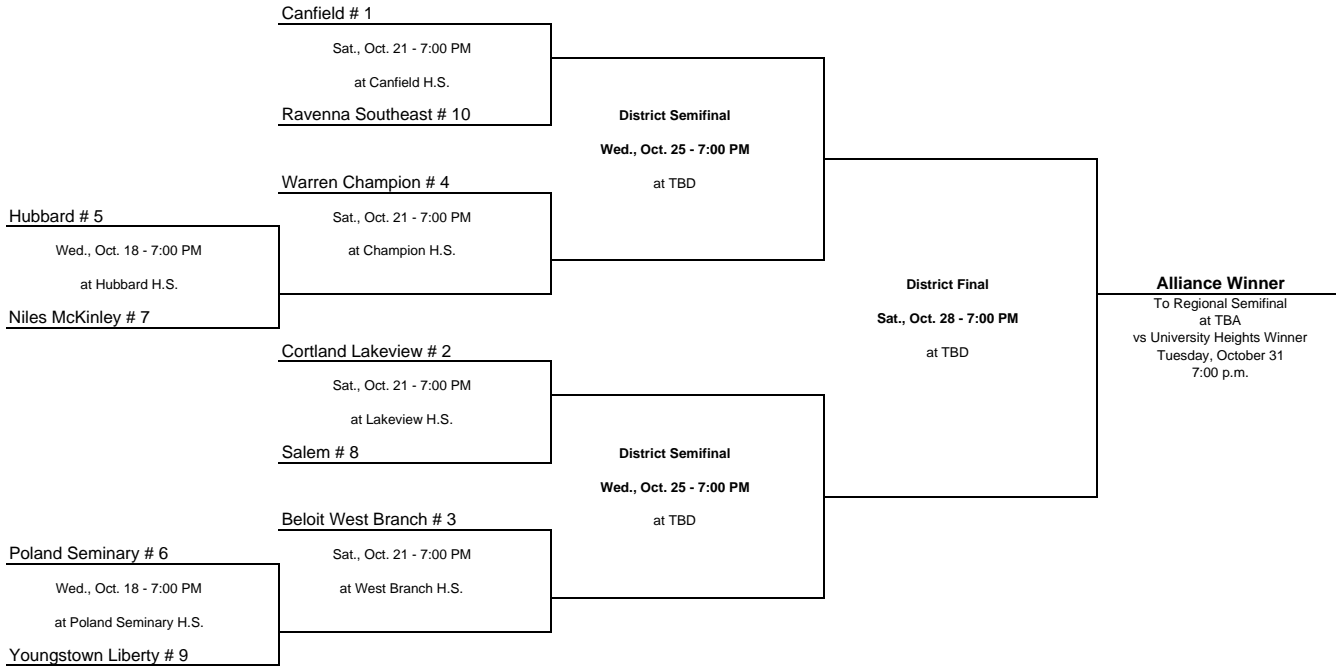 Canfield # 1
Sat., Oct. 21 - 7:00 PM
at Canfield H.S.
Ravenna Southeast # 10
District Semifinal
Wed., Oct. 25 - 7:00 PM
at TBD
Warren Champion # 4
Hubbard # 5
Sat., Oct. 21 - 7:00 PM
at Champion H.S.
Wed., Oct. 18 - 7:00 PM
at Hubbard H.S.
Niles McKinley # 7
District Final
Sat., Oct. 28 - 7:00 PM
at TBD
Alliance Winner
To Regional Semifinal
at TBA
vs University Heights Winner
Tuesday, October 31
7:00 p.m.
Cortland Lakeview # 2
Sat., Oct. 21 - 7:00 PM
at Lakeview H.S.
Salem # 8
District Semifinal
Wed., Oct. 25 - 7:00 PM
at TBD
Beloit West Branch # 3
Poland Seminary # 6
Sat., Oct. 21 - 7:00 PM
at West Branch H.S.
Wed., Oct. 18 - 7:00 PM
at Poland Seminary H.S.
Youngstown Liberty # 9